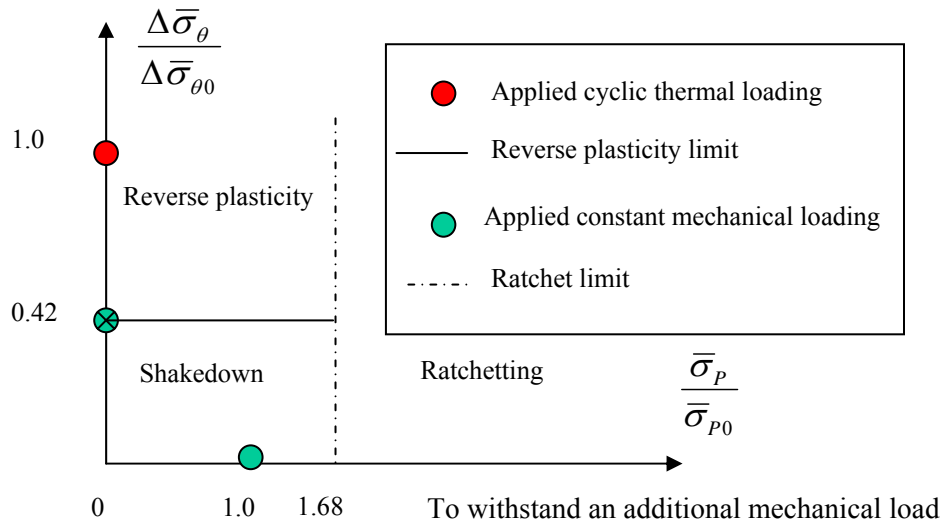 Δσ̅θ
Δσ̅θ0
Applied cyclic thermal loading
1.0
Reverse plasticity limit
Reverse plasticity
Applied constant mechanical loading
Ratchet limit
0.42
Shakedown
Ratchetting
σ̅P
σ̅P0
0
1.0
1.68
To withstand an additional mechanical load